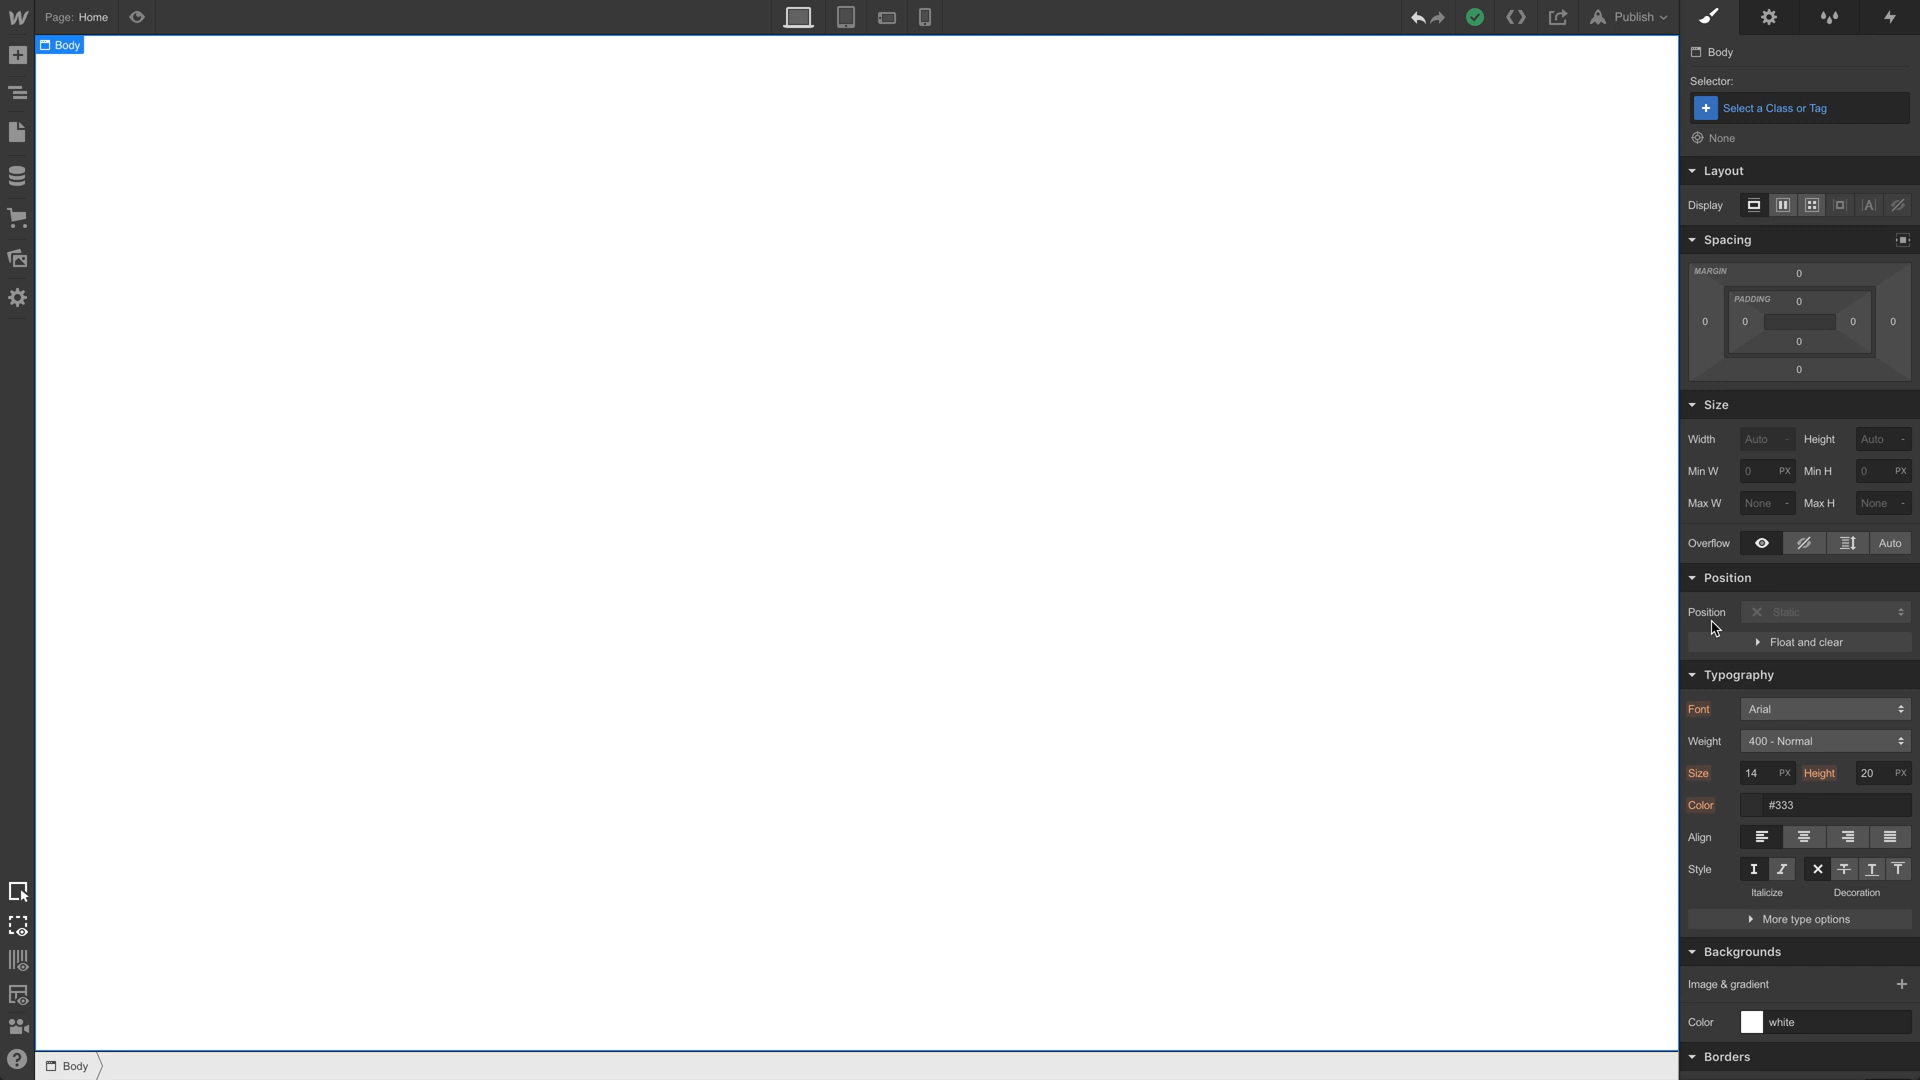 Page: Home
Publish
Body
Body
Selector:
Select a Class or Tag
None
Layout
Display
Spacing
MARGIN
0
PADDING
0
0
0
0
0
0
0
Size
Width
Auto
-
Height
Auto
-
Min W
0
PX
Min H
0
PX
Max W
None
-
Max H
None
-
Overflow
Auto
Position
Position
Static
Float and clear
Typography
Font
Arial
Weight
400 - Normal
Size
14
PX
Height
20
PX
Color
#333
Align
Style
Italicize
Decoration
More type options
Backgrounds
Image & gradient
Color
white
Borders
Body